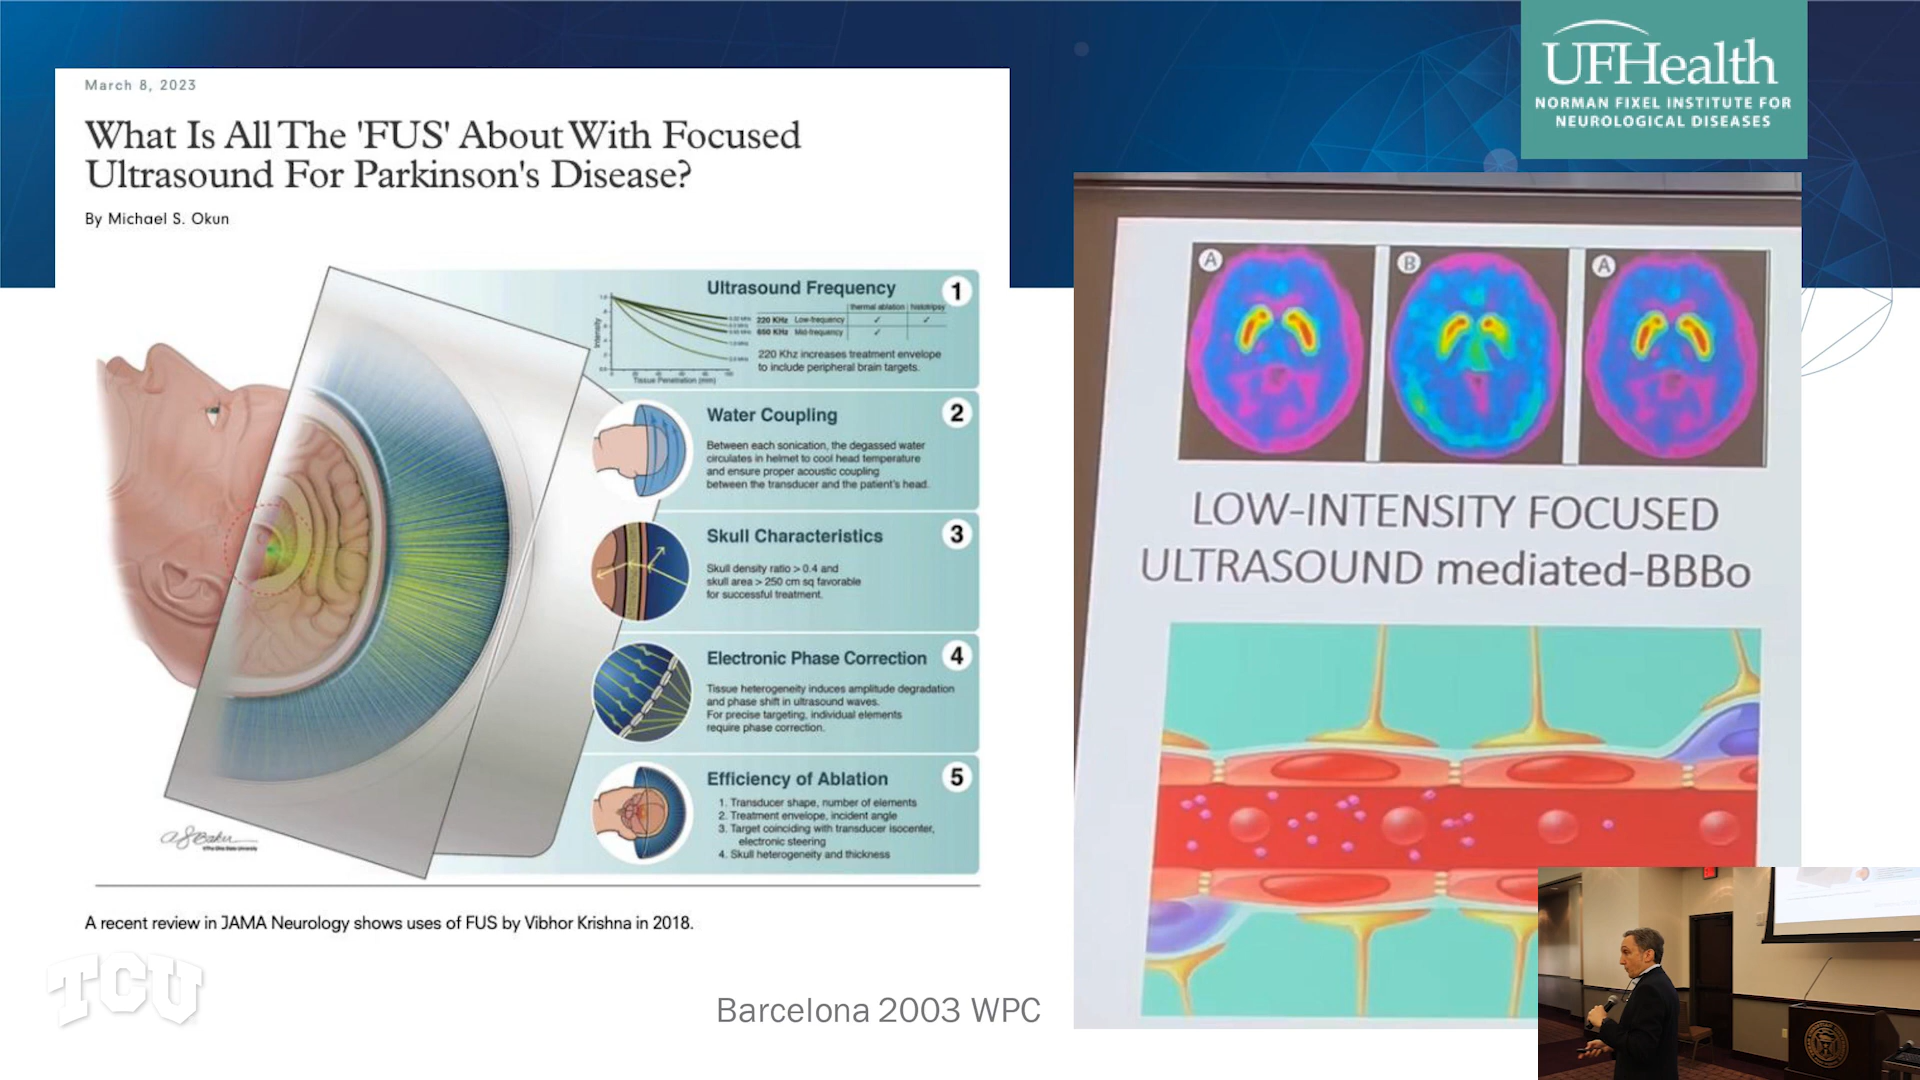 March 8, 2023
What Is All The 'FUS' About With Focused
Ultrasound For Parkinson's Disease?
By Michael S. Okun
Ultrasound Frequency
1
Intensity
Tissue Penetration (mm)
thermal ablation histotripsy
220 KHz Low-frequency ✓ ✓
650 KHz Mid-frequency ✓
220 Khz increases treatment envelope
to include peripheral brain targets.
Water Coupling
2
Between each sonication, the degassed water
circulates in helmet to cool head temperature
and ensure proper acoustic coupling
between the transducer and the patient's head.
Skull Characteristics
3
Skull density ratio > 0.4 and
skull area > 250 cm sq favorable
for successful treatment.
Electronic Phase Correction
4
Tissue heterogeneity induces amplitude degradation
and phase shift in ultrasound waves.
For precise targeting, individual elements
require phase correction.
Efficiency of Ablation
5
1. Transducer shape, number of elements
2. Treatment envelope, incident angle
3. Target coinciding with transducer isocenter,
electronic steering
4. Skull heterogeneity and thickness
A recent review in JAMA Neurology shows uses of FUS by Vibhor Krishna in 2018.
TCU
Barcelona 2003 WPC
UFHealth
NORMAN FIXEL INSTITUTE FOR
NEUROLOGICAL DISEASES
A
B
A
LOW-INTENSITY FOCUSED
ULTRASOUND mediated-BBBo